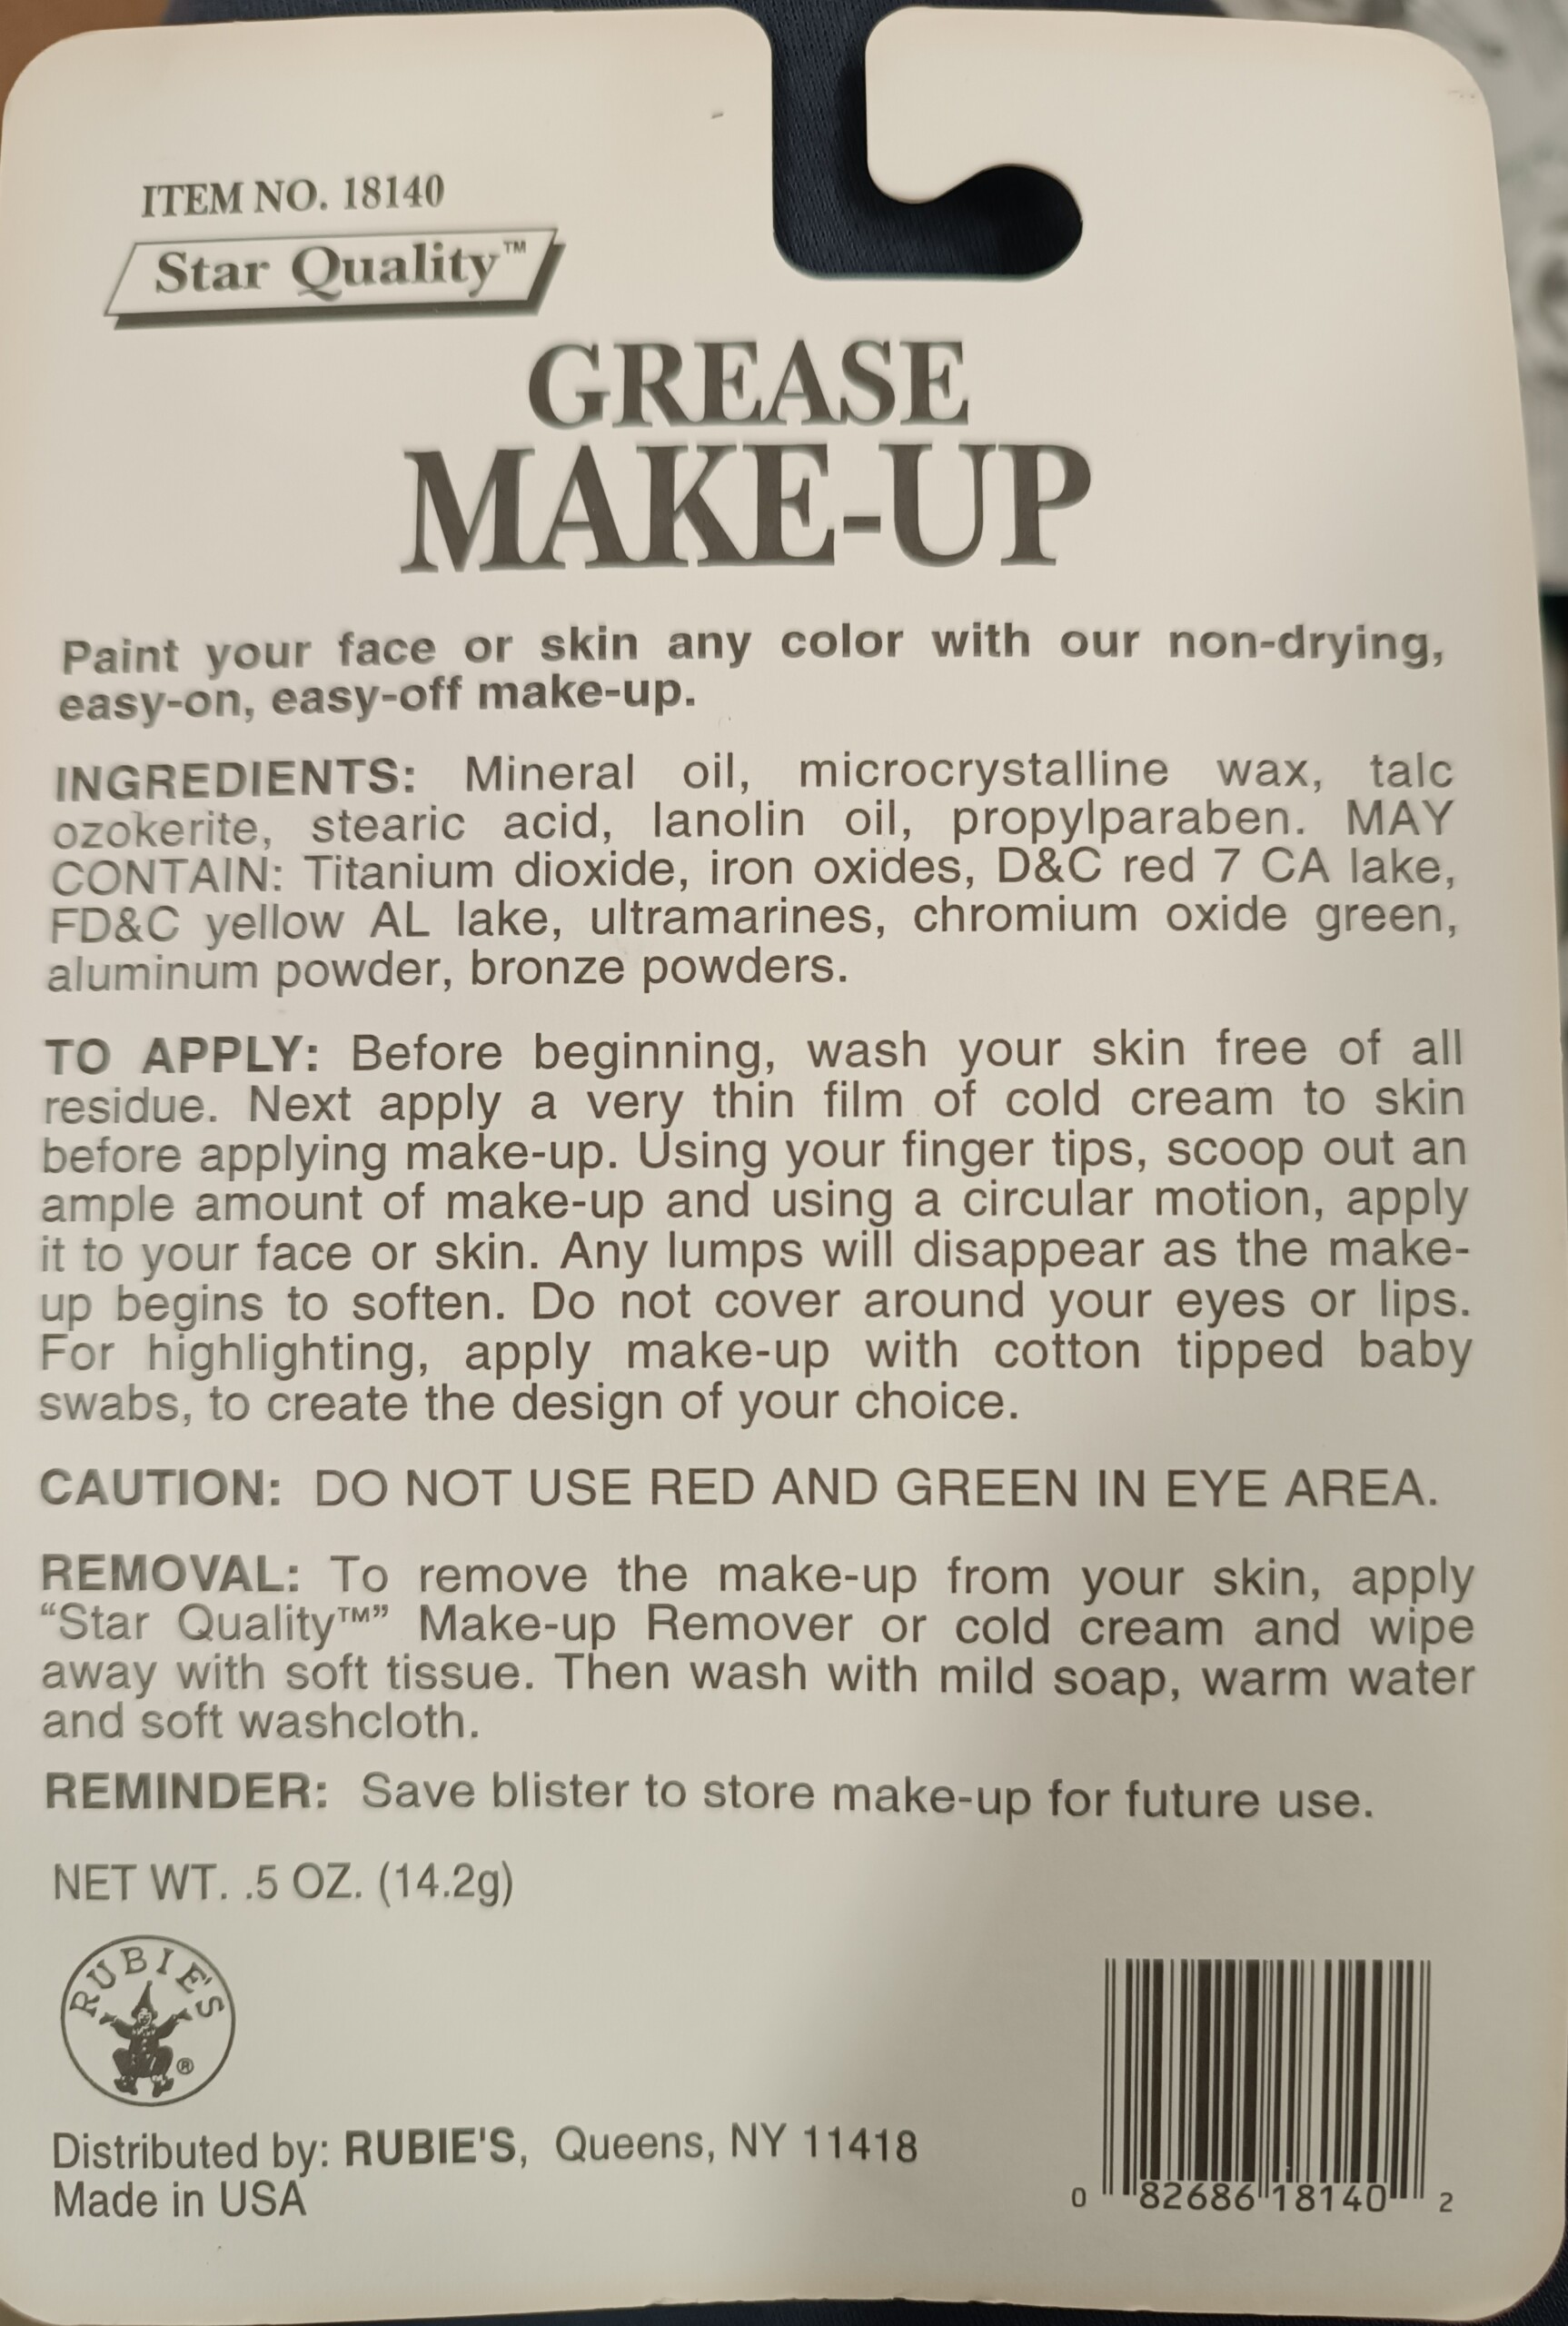 ITEM NO. 18140
Star Quality™
GREASE
MAKE-UP
Paint your face or skin any color with our non-drying,
easy-on, easy-off make-up.
INGREDIENTS: Mineral oil, microcrystalline wax, talc
ozokerite, stearic acid, lanolin oil, propylparaben. MAY
CONTAIN: Titanium dioxide, iron oxides, D&C red 7 CA lake,
FD&C yellow AL lake, ultramarines, chromium oxide green,
aluminum powder, bronze powders.
TO APPLY: Before beginning, wash your skin free of all
residue. Next apply a very thin film of cold cream to skin
before applying make-up. Using your finger tips, scoop out an
ample amount of make-up and using a circular motion, apply
it to your face or skin. Any lumps will disappear as the make-
up begins to soften. Do not cover around your eyes or lips.
For highlighting, apply make-up with cotton tipped baby
swabs, to create the design of your choice.
CAUTION: DO NOT USE RED AND GREEN IN EYE AREA.
REMOVAL: To remove the make-up from your skin, apply
“Star Quality™” Make-up Remover or cold cream and wipe
away with soft tissue. Then wash with mild soap, warm water
and soft washcloth.
REMINDER: Save blister to store make-up for future use.
NET WT. .5 OZ. (14.2g)
RUBIE'S
®
Distributed by: RUBIE'S, Queens, NY 11418
Made in USA
0 82686 18140 2